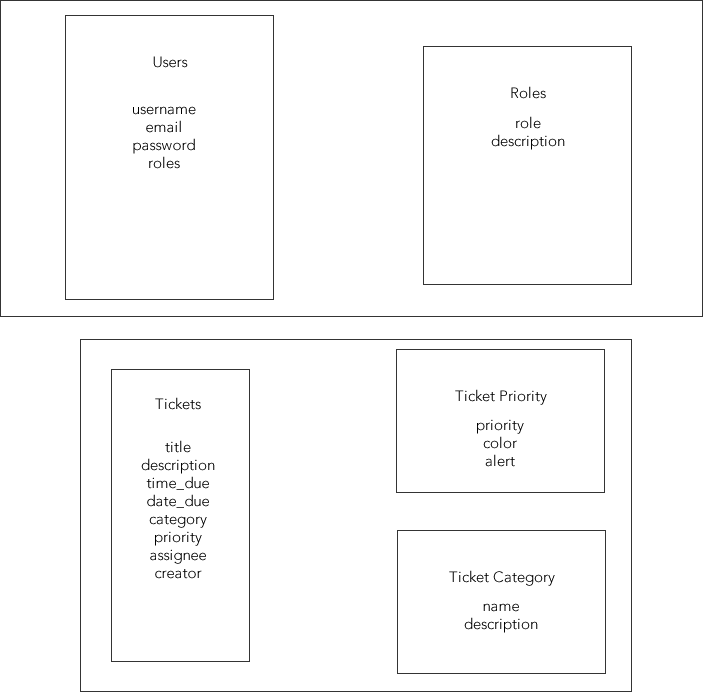 Users
username
email
password
roles
Roles
role
description
Tickets
title
description
time_due
date_due
category
priority
assignee
creator
Ticket Priority
priority
color
alert
Ticket Category
name
description